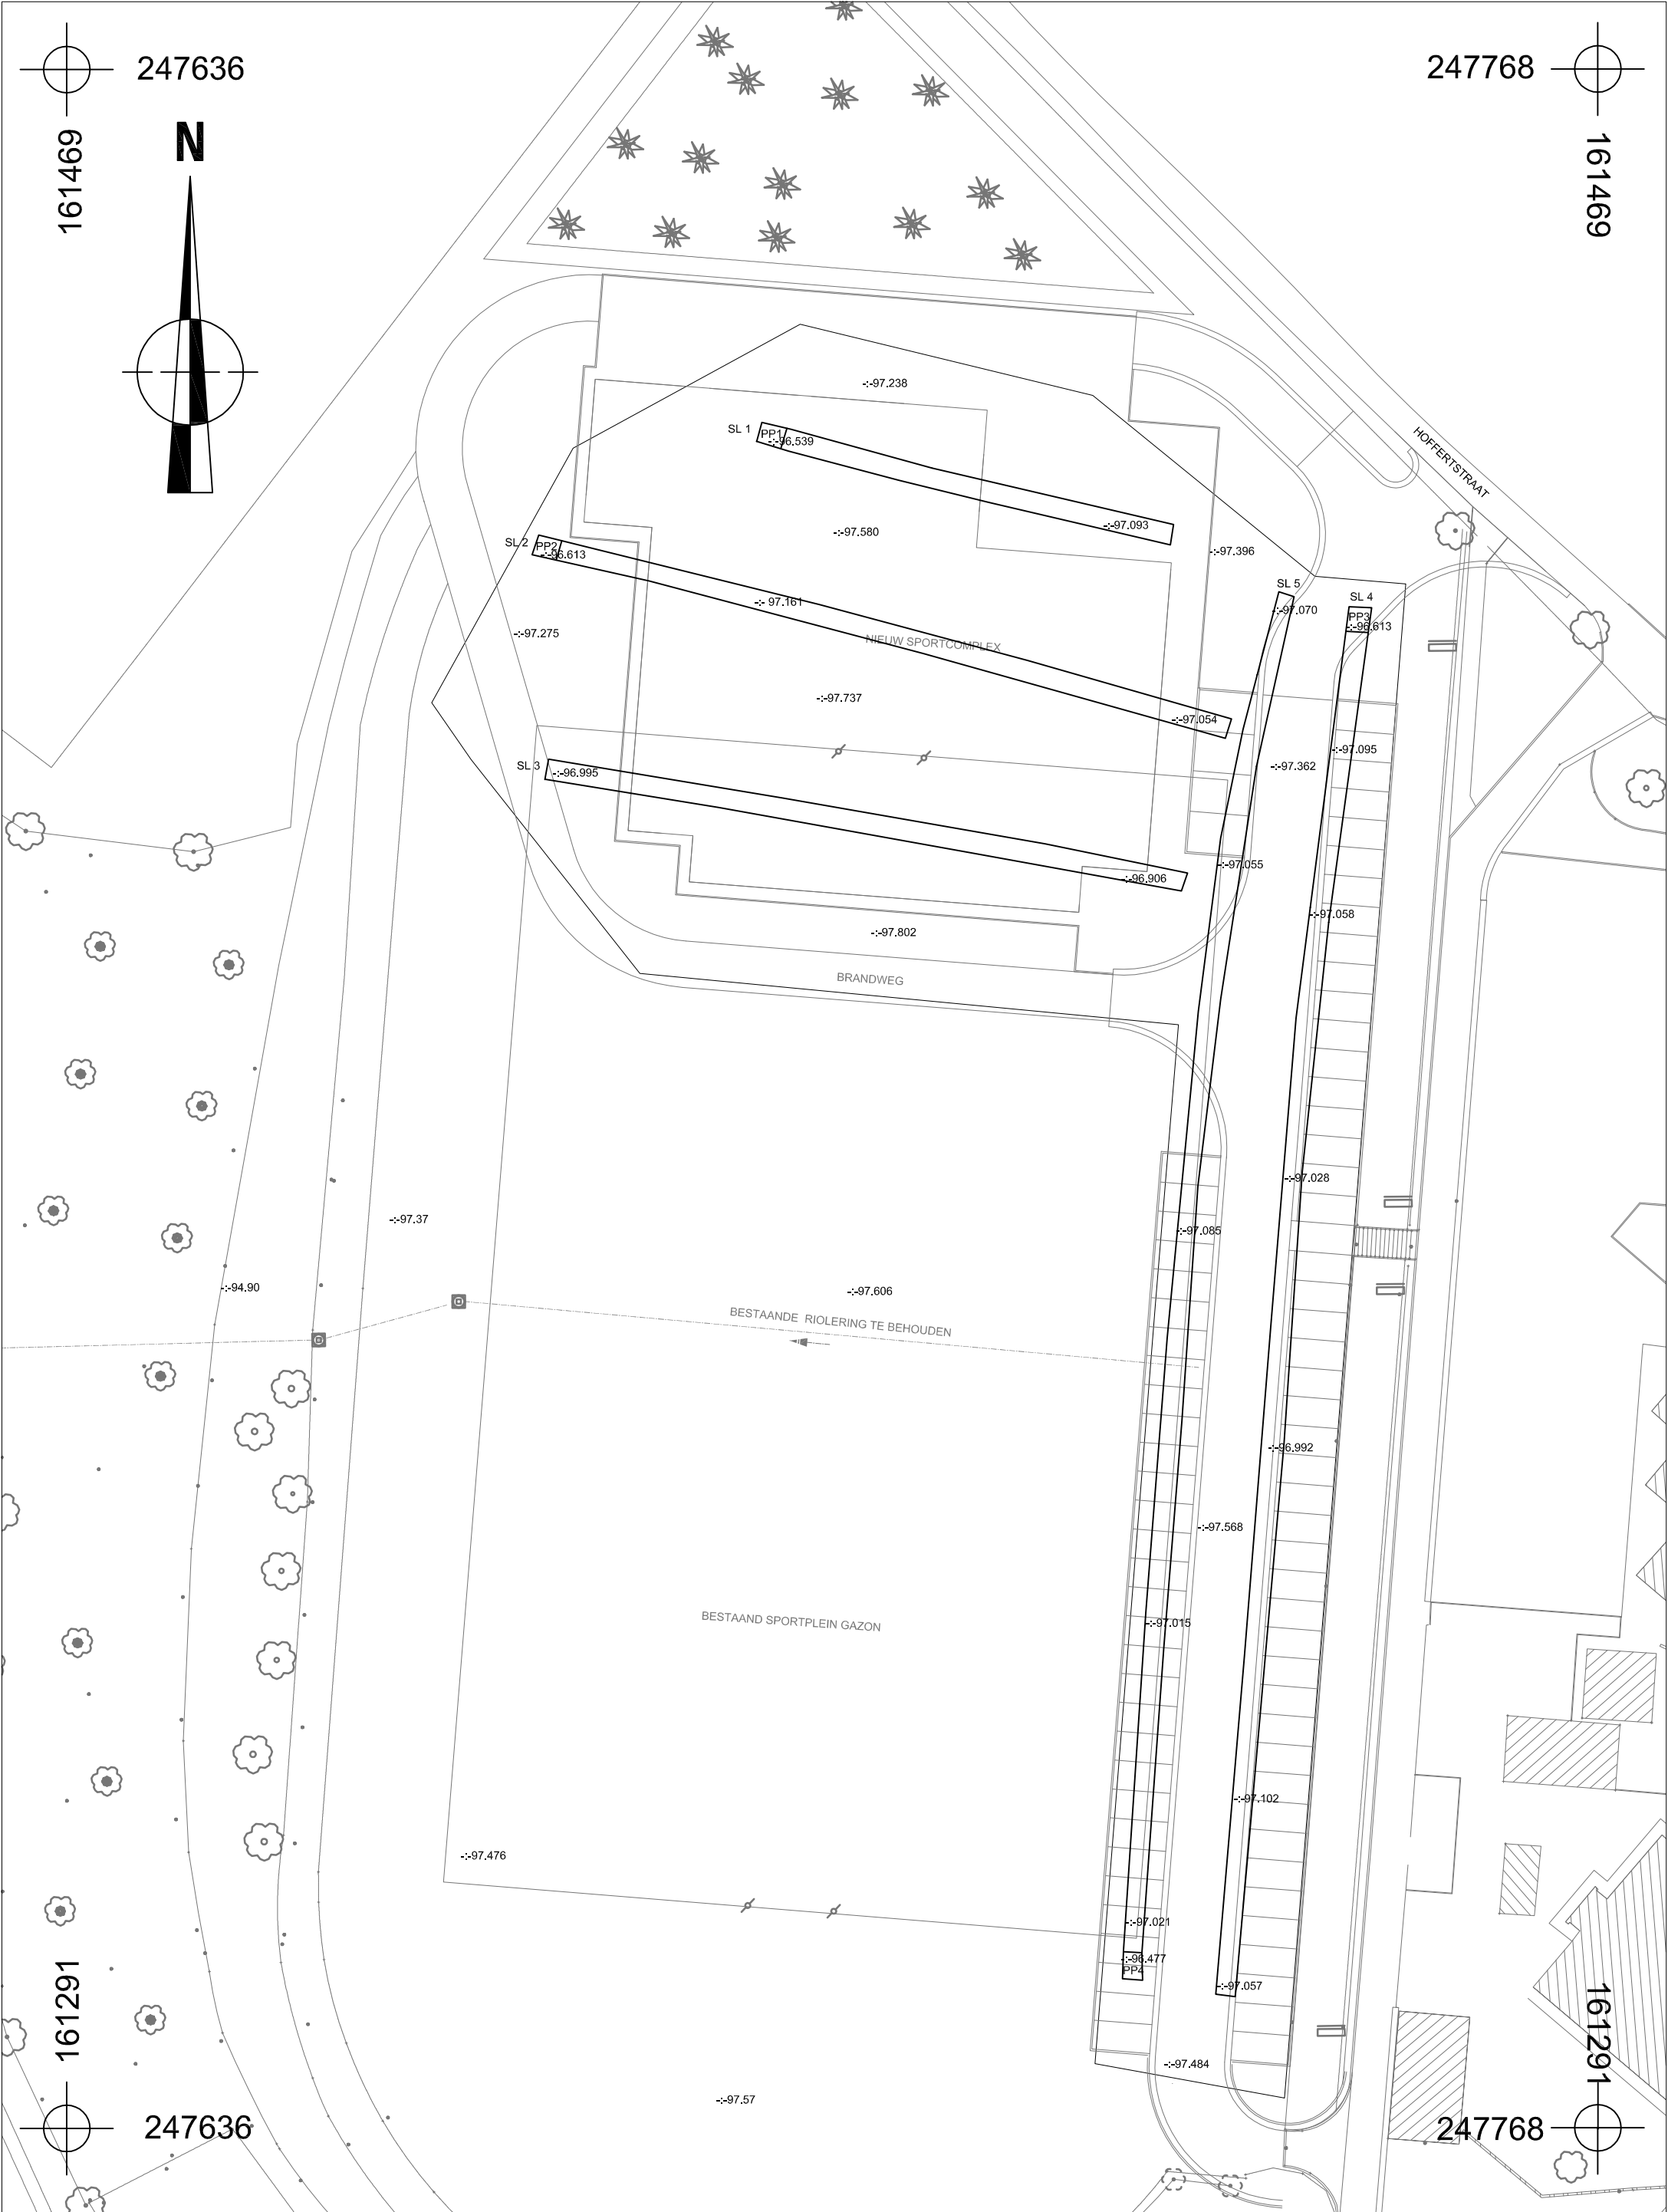 247636
247768
161469
161469
N
-:-97.238
SL 1
PP1
-:-96.539
HOFFERTSTRAAT
-:-97.093
-:-97.580
SL 2
PP2
-:-96.613
-:-97.396
SL 5
-:-97.070
SL 4
PP3
-:-96.613
-:- 97.161
-:-97.275
NIEUW SPORTCOMPLEX
-:-97.737
-:-97.054
-:-97.095
SL 3
-:-96.995
-:-97.362
-:-97.055
-:-96.906
-:-97.058
-:-97.802
BRANDWEG
-:-97.028
-:-97.37
-:-97.085
-:-94.90
-:-97.606
BESTAANDE RIOLERING TE BEHOUDEN
-:-96.992
-:-97.568
BESTAAND SPORTPLEIN GAZON
-:-97.015
-:-97.102
-:-97.476
-:-97.021
-:-96.477
PP4
-:-97.057
161291
161291
-:-97.484
-:-97.57
247636
247768